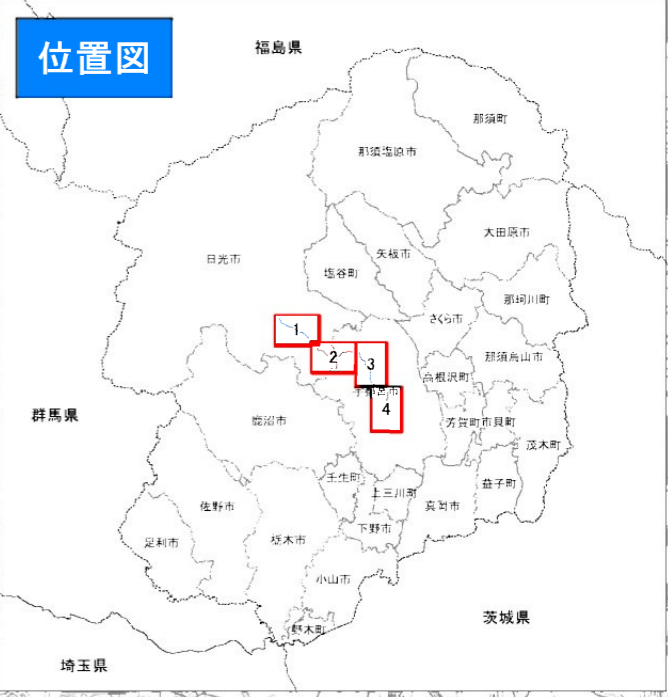 位置図
福島県
那須町
那須塩原市
大田原市
矢板市
日光市
塩谷町
那珂川町
さくら市
1
2
3
那須烏山市
高根沢町
宇都宮市
4
群馬県
鹿沼市
芳賀町
市貝町
茂木町
壬生町
上三川町
真岡市
益子町
佐野市
下野市
足利市
栃木市
小山市
茨城県
野木町
埼玉県